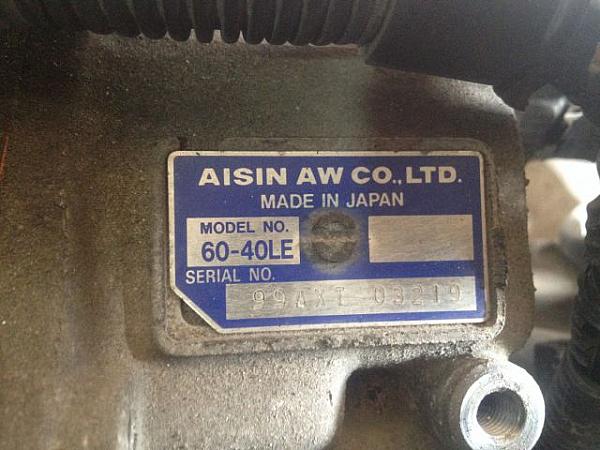 AISIN AW CO.,LTD.
MADE IN JAPAN
MODEL NO.
60-40LE
SERIAL NO.
99AXT 03219